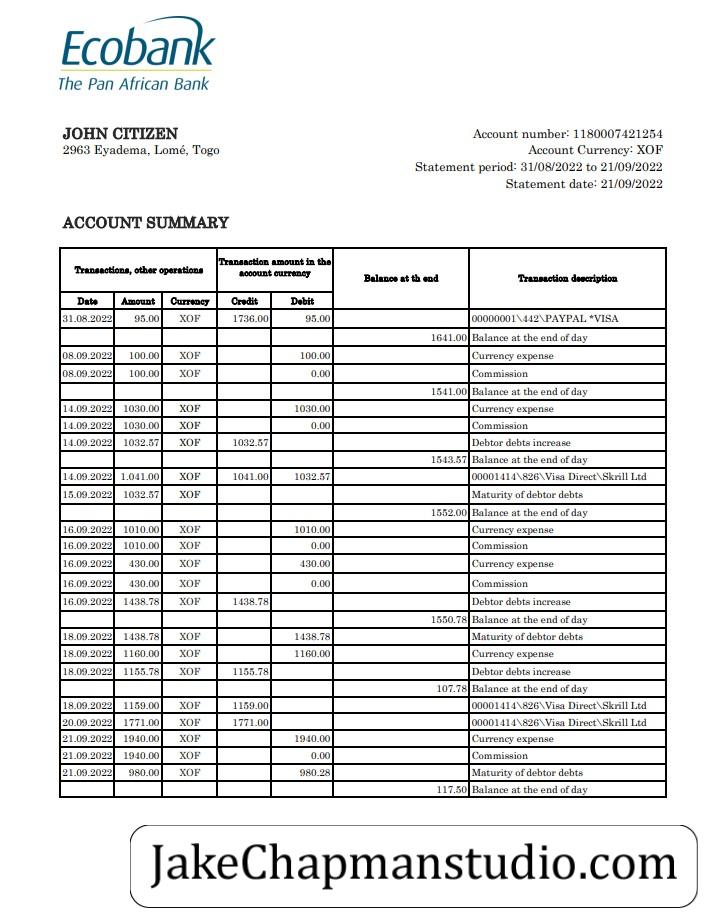 Ecobank
The Pan African Bank
JOHN CITIZEN
2963 Eyadema, Lomé, Togo
Account number: 1180007421254
Account Currency: XOF
Statement period: 31/08/2022 to 21/09/2022
Statement date: 21/09/2022
ACCOUNT SUMMARY
Transactions, other operations Transaction amount in the account currency Balance at th end Transaction description
Date Amount Currency Credit Debit
31.08.2022 95.00 XOF 1736.00 95.00 00000001\442\PAYPAL *VISA
1641.00 Balance at the end of day
08.09.2022 100.00 XOF 100.00 Currency expense
08.09.2022 100.00 XOF 0.00 Commission
1541.00 Balance at the end of day
14.09.2022 1030.00 XOF 1030.00 Currency expense
14.09.2022 1030.00 XOF 0.00 Commission
14.09.2022 1032.57 XOF 1032.57 Debtor debts increase
1543.57 Balance at the end of day
14.09.2022 1.041.00 XOF 1041.00 1032.57 00001414\826\Visa Direct\Skrill Ltd
15.09.2022 1032.57 XOF Maturity of debtor debts
1552.00 Balance at the end of day
16.09.2022 1010.00 XOF 1010.00 Currency expense
16.09.2022 1010.00 XOF 0.00 Commission
16.09.2022 430.00 XOF 430.00 Currency expense
16.09.2022 430.00 XOF 0.00 Commission
16.09.2022 1438.78 XOF 1438.78 Debtor debts increase
1550.78 Balance at the end of day
18.09.2022 1438.78 XOF 1438.78 Maturity of debtor debts
18.09.2022 1160.00 XOF 1160.00 Currency expense
18.09.2022 1155.78 XOF 1155.78 Debtor debts increase
107.78 Balance at the end of day
18.09.2022 1159.00 XOF 1159.00 00001414\826\Visa Direct\Skrill Ltd
20.09.2022 1771.00 XOF 1771.00 00001414\826\Visa Direct\Skrill Ltd
21.09.2022 1940.00 XOF 1940.00 Currency expense
21.09.2022 1940.00 XOF 0.00 Commission
21.09.2022 980.00 XOF 980.28 Maturity of debtor debts
117.50 Balance at the end of day
JakeChapmanstudio.com